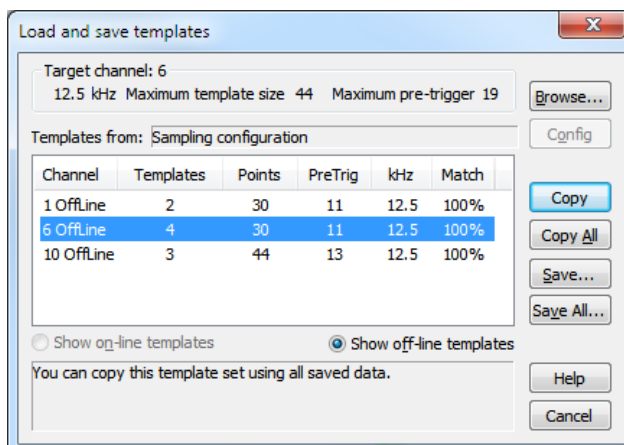 Load and save templates
Target channel: 6
12.5 kHz Maximum template size 44 Maximum pre-trigger 19
Browse...
Templates from: Sampling configuration
Config
Channel Templates Points PreTrig kHz Match
1 OffLine 2 30 11 12.5 100%
Copy
6 OffLine 4 30 11 12.5 100%
Copy All
10 OffLine 3 44 13 12.5 100%
Save...
Save All...
Show on-line templates Show off-line templates
You can copy this template set using all saved data.
Help
Cancel